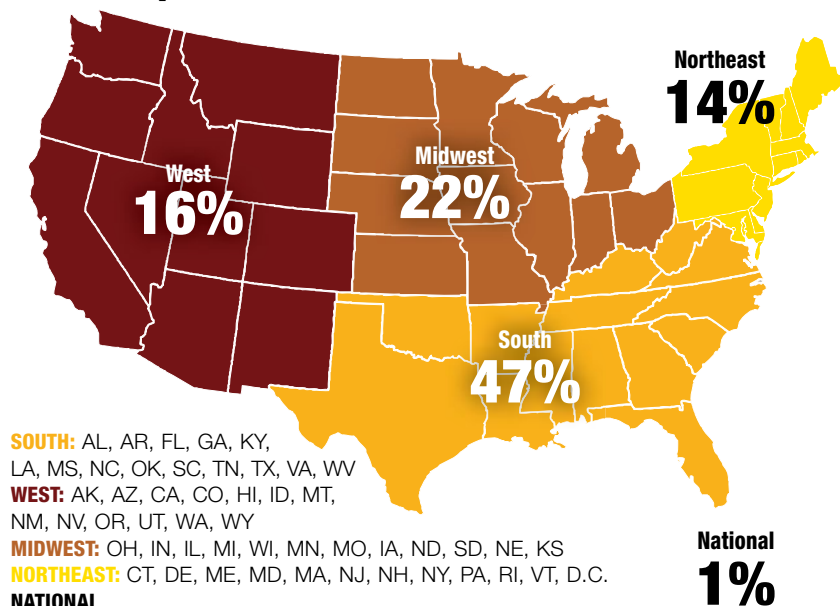 Northeast
14%
Midwest
22%
West
16%
South
47%
SOUTH: AL, AR, FL, GA, KY,
LA, MS, NC, OK, SC, TN, TX, VA, WV
WEST: AK, AZ, CA, CO, HI, ID, MT,
NM, NV, OR, UT, WA, WY
MIDWEST: OH, IN, IL, MI, WI, MN, MO, IA, ND, SD, NE, KS
NORTHEAST: CT, DE, ME, MD, MA, NJ, NH, NY, PA, RI, VT, D.C.
NATIONAL
National
1%